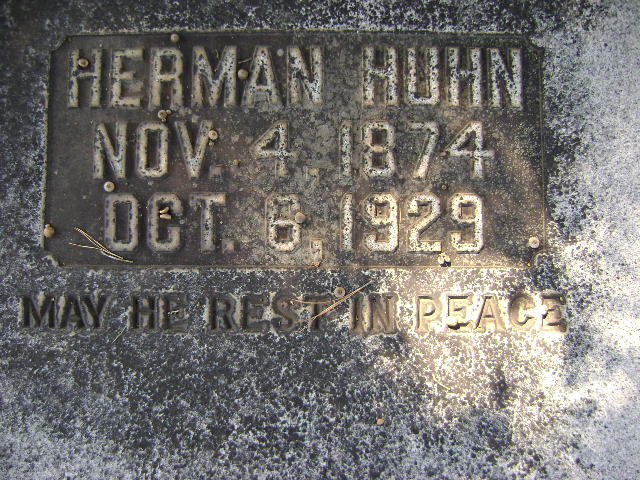 HERMAN HUHN
NOV. 4, 1874
OCT. 6, 1929
MAY HE REST IN PEACE